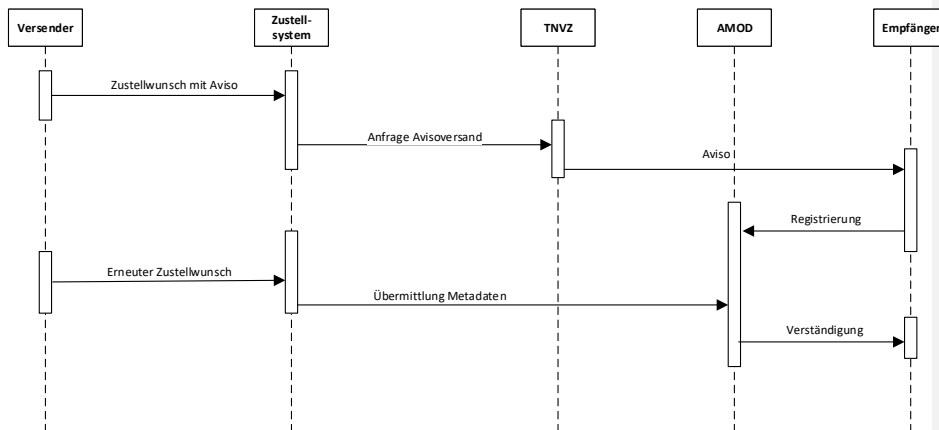 Versender
Zustell-
system
TNVZ
AMOD
Empfänger
Zustellwunsch mit Aviso
Anfrage Avisoversand
Aviso
Registrierung
Erneuter Zustellwunsch
Übermittlung Metadaten
Verständigung